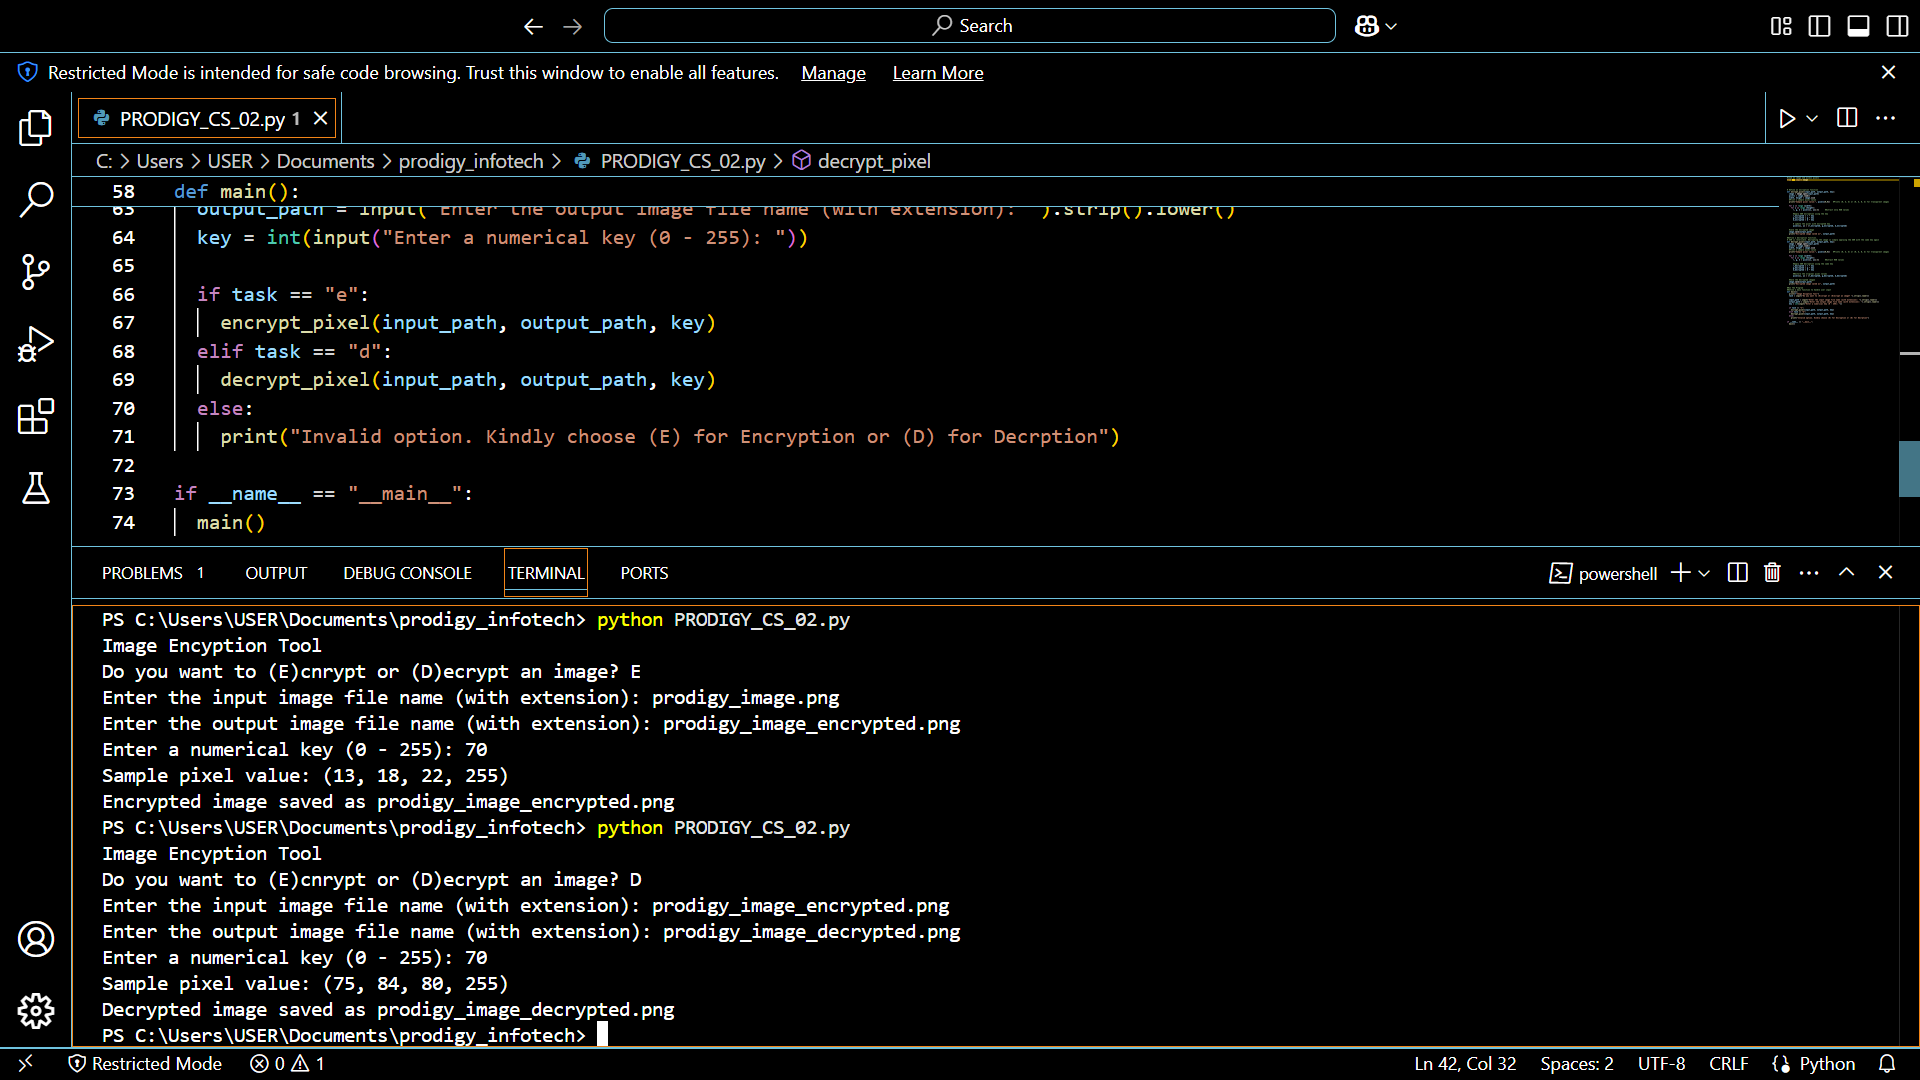 Search
Restricted Mode is intended for safe code browsing. Trust this window to enable all features. Manage Learn More
PRODIGY_CS_02.py 1
C: > Users > USER > Documents > prodigy_infotech > PRODIGY_CS_02.py > decrypt_pixel
58 def main():
63 output_path = input("Enter the output image file name (with extension): ").strip().lower()
64 key = int(input("Enter a numerical key (0 - 255): "))
65
66 if task == "e":
67 encrypt_pixel(input_path, output_path, key)
68 elif task == "d":
69 decrypt_pixel(input_path, output_path, key)
70 else:
71 print("Invalid option. Kindly choose (E) for Encryption or (D) for Decrption")
72
73 if __name__ == "__main__":
74 main()
PROBLEMS 1 OUTPUT DEBUG CONSOLE TERMINAL PORTS powershell
PS C:\Users\USER\Documents\prodigy_infotech> python PRODIGY_CS_02.py
Image Encyption Tool
Do you want to (E)cnrypt or (D)ecrypt an image? E
Enter the input image file name (with extension): prodigy_image.png
Enter the output image file name (with extension): prodigy_image_encrypted.png
Enter a numerical key (0 - 255): 70
Sample pixel value: (13, 18, 22, 255)
Encrypted image saved as prodigy_image_encrypted.png
PS C:\Users\USER\Documents\prodigy_infotech> python PRODIGY_CS_02.py
Image Encyption Tool
Do you want to (E)cnrypt or (D)ecrypt an image? D
Enter the input image file name (with extension): prodigy_image_encrypted.png
Enter the output image file name (with extension): prodigy_image_decrypted.png
Enter a numerical key (0 - 255): 70
Sample pixel value: (75, 84, 80, 255)
Decrypted image saved as prodigy_image_decrypted.png
PS C:\Users\USER\Documents\prodigy_infotech>
Restricted Mode 0 1 Ln 42, Col 32 Spaces: 2 UTF-8 CRLF Python